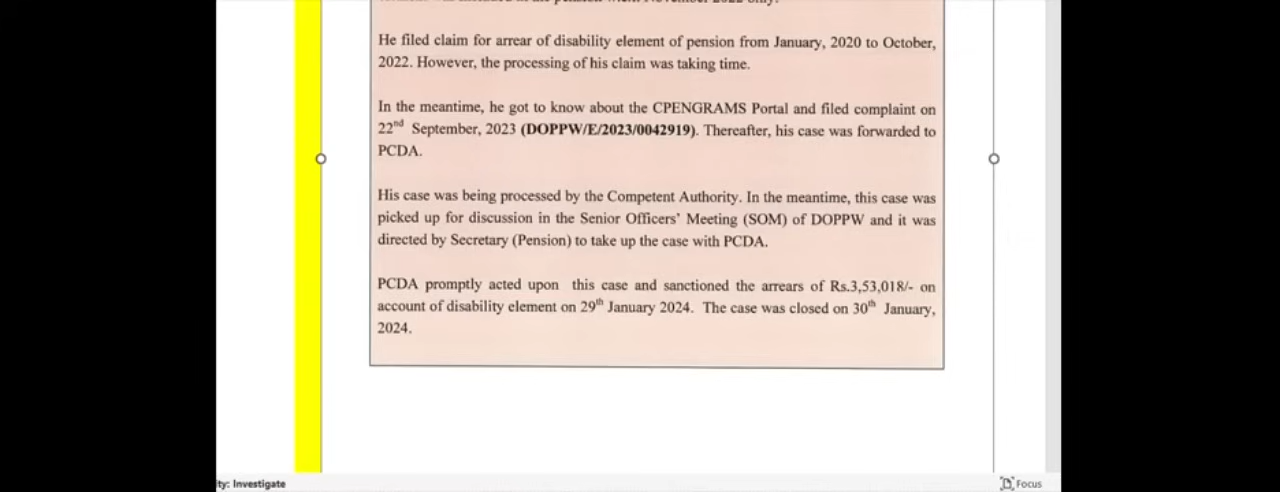 He filed claim for arrear of disability element of pension from January, 2020 to October,
2022. However, the processing of his claim was taking time.
In the meantime, he got to know about the CPENGRAMS Portal and filed complaint on
22nd September, 2023 (DOPPW/E/2023/0042919). Thereafter, his case was forwarded to
PCDA.
His case was being processed by the Competent Authority. In the meantime, this case was
picked up for discussion in the Senior Officers' Meeting (SOM) of DOPPW and it was
directed by Secretary (Pension) to take up the case with PCDA.
PCDA promptly acted upon this case and sanctioned the arrears of Rs.3,53,018/- on
account of disability element on 29th January 2024. The case was closed on 30th January,
2024.
ty: Investigate
Focus